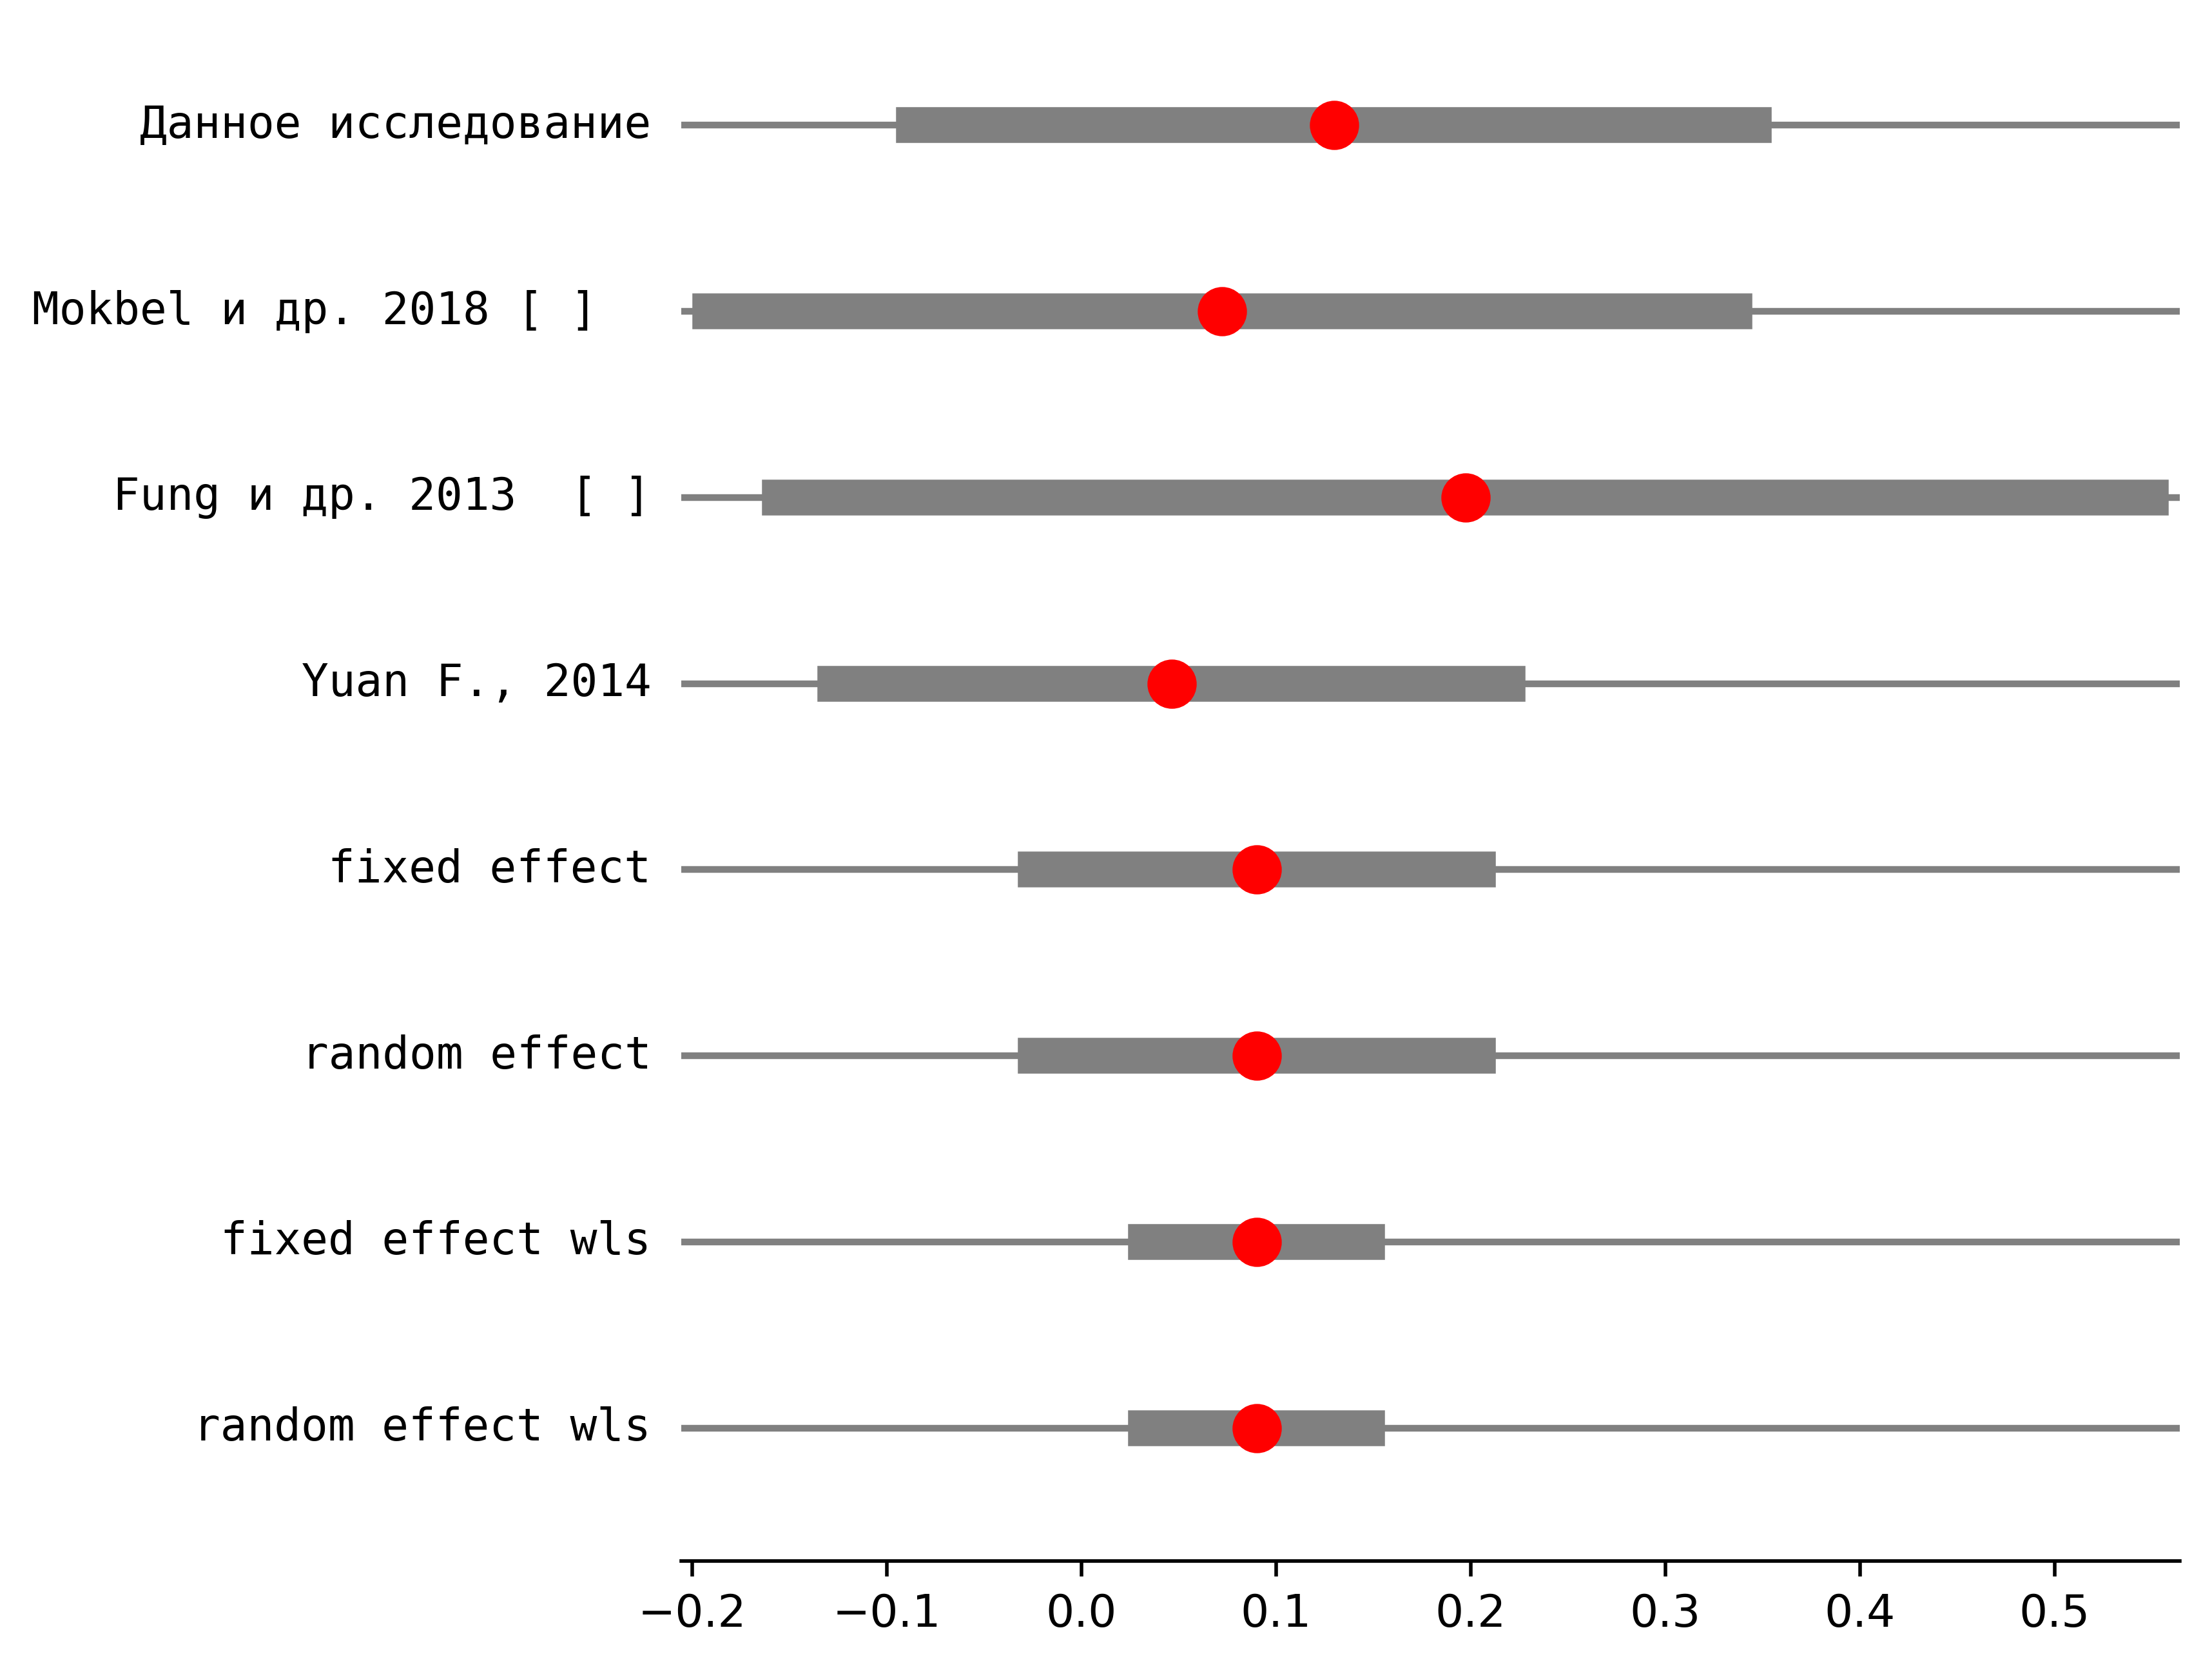 Данное исследование
Mokbel и др. 2018 [ ]
Fung и др. 2013  [ ]
Yuan F., 2014
fixed effect
random effect
fixed effect wls
random effect wls
−0.2 −0.1 0.0 0.1 0.2 0.3 0.4 0.5